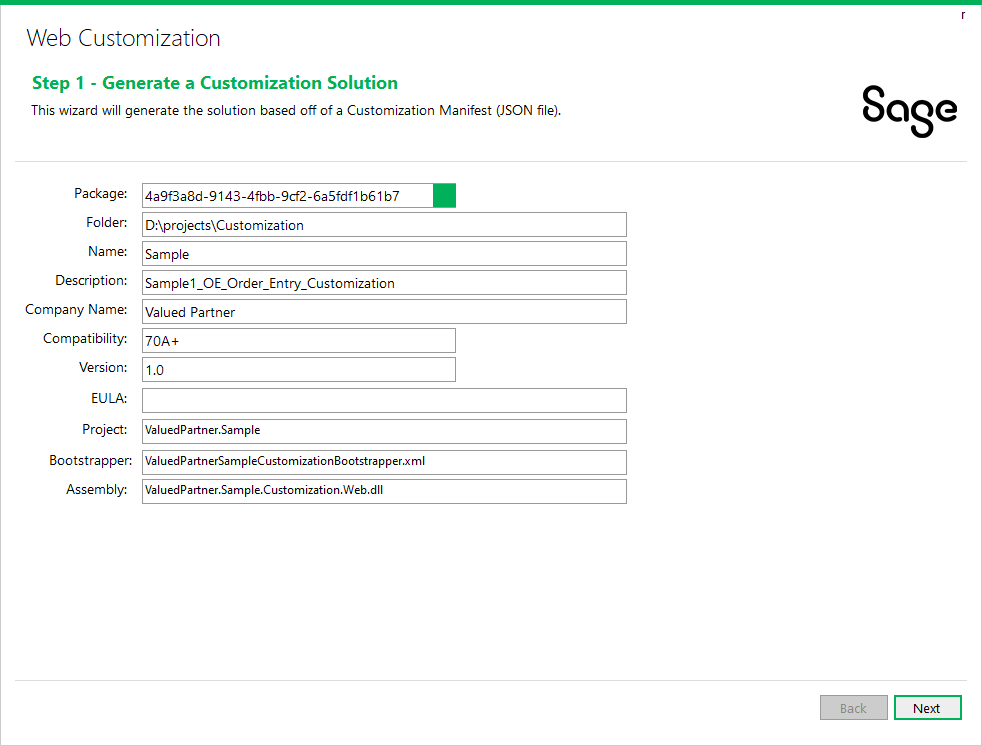 r
Web Customization
Step 1 - Generate a Customization Solution
This wizard will generate the solution based off of a Customization Manifest (JSON file).
Sage
Package: 4a9f3a8d-9143-4fbb-9cf2-6a5fdf1b61b7
Folder: D:\projects\Customization
Name: Sample
Description: Sample1_OE_Order_Entry_Customization
Company Name: Valued Partner
Compatibility: 70A+
Version: 1.0
EULA:
Project: ValuedPartner.Sample
Bootstrapper: ValuedPartnerSampleCustomizationBootstrapper.xml
Assembly: ValuedPartner.Sample.Customization.Web.dll
Back Next